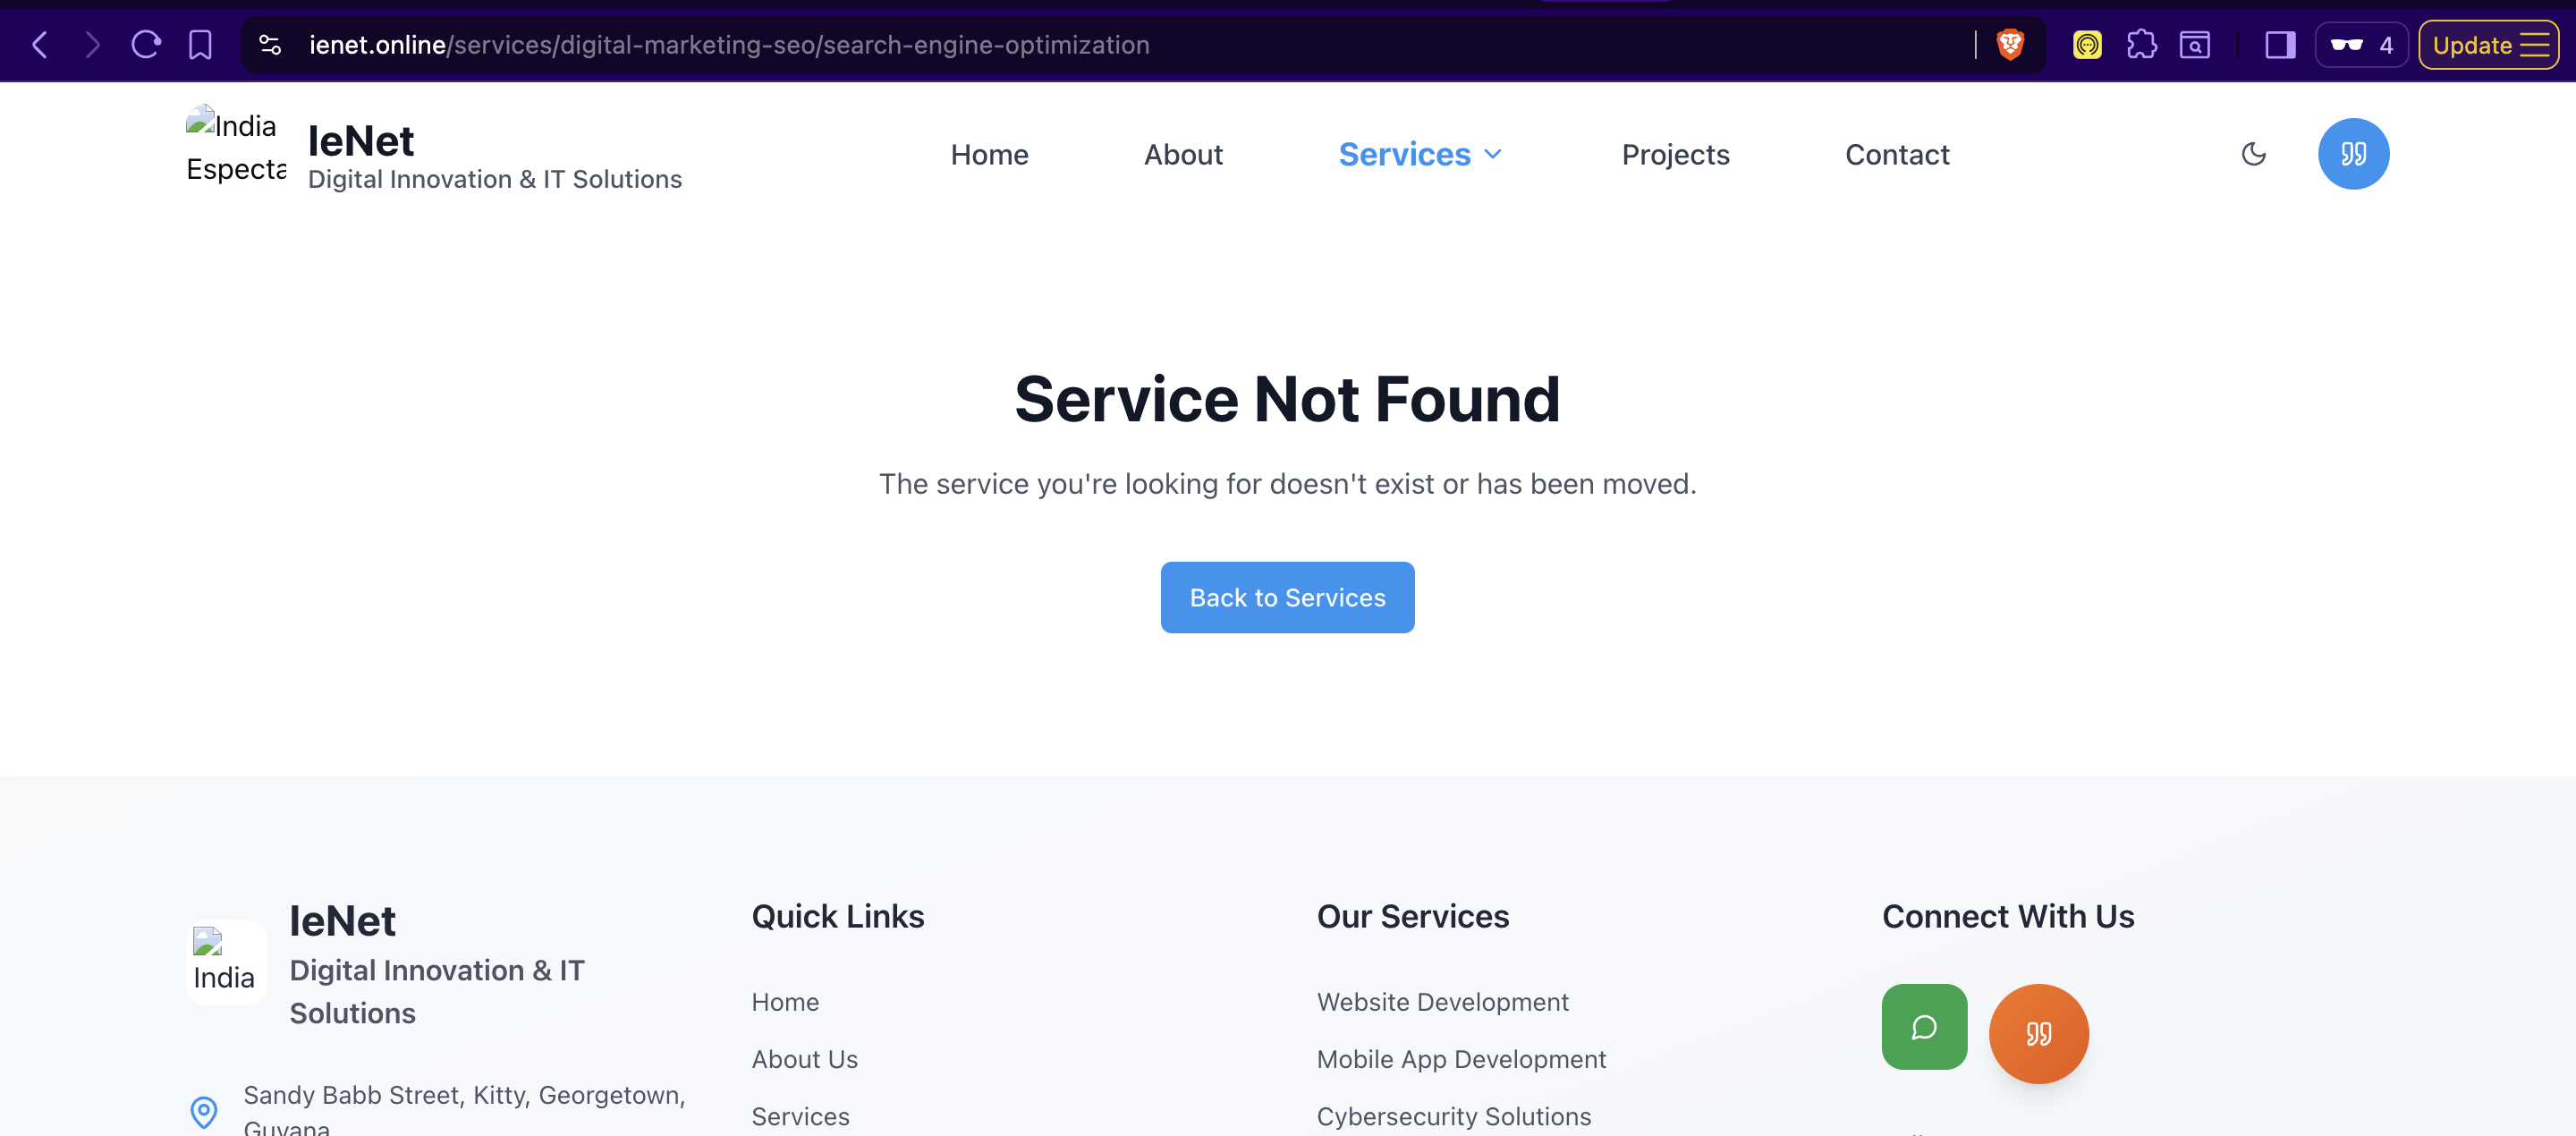 ienet.online/services/digital-marketing-seo/search-engine-optimization
4
Update
India
Especta
IeNet
Digital Innovation & IT Solutions
Home
About
Services
Projects
Contact
Service Not Found
The service you're looking for doesn't exist or has been moved.
Back to Services
India
IeNet
Digital Innovation & IT
Solutions
Sandy Babb Street, Kitty, Georgetown,
Guyana
Quick Links
Home
About Us
Services
Our Services
Website Development
Mobile App Development
Cybersecurity Solutions
Connect With Us